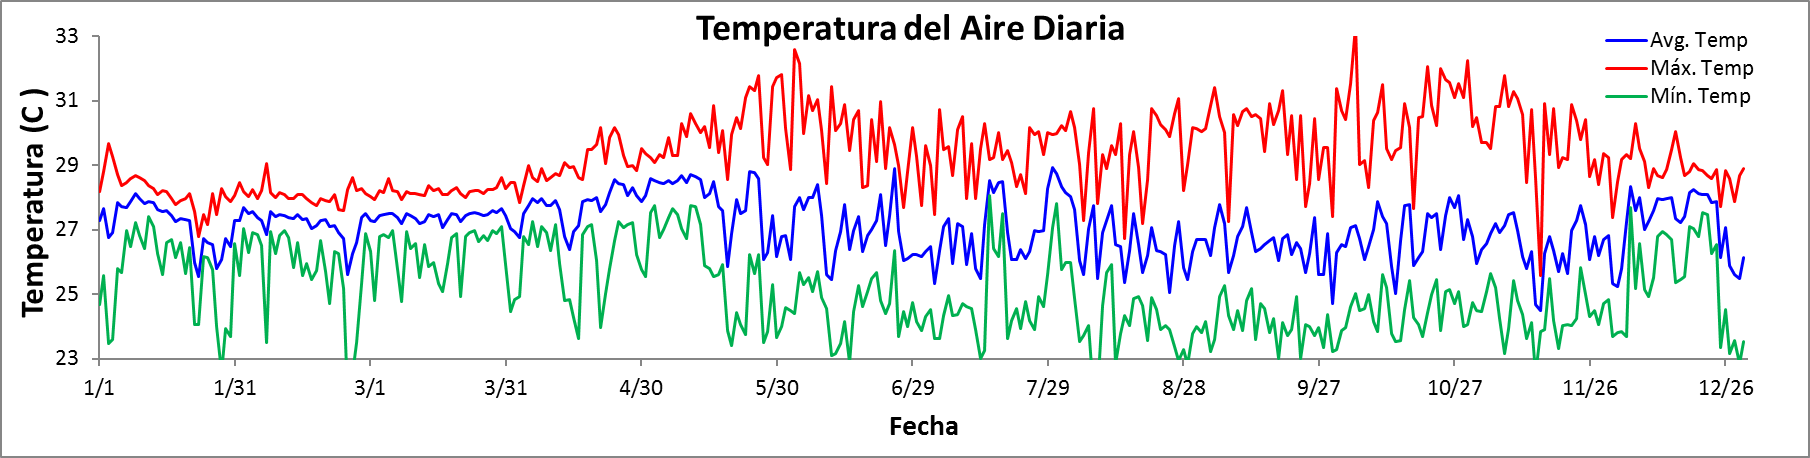 Temperatura del Aire Diaria
Avg. Temp
Máx. Temp
Mín. Temp
Temperatura (C )
33
31
29
27
25
23
1/1 1/31 3/1 3/31 4/30 5/30 6/29 7/29 8/28 9/27 10/27 11/26 12/26
Fecha